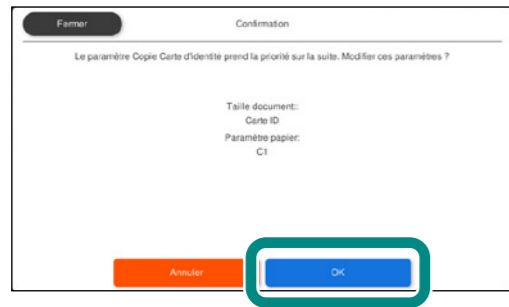 Fermer
Confirmation
Le paramètre Copie Carte d'identité prend la priorité sur la suite. Modifier ces paramètres ?
Taille document::
Carte ID
Paramètre papier:
C1
Annuler
OK